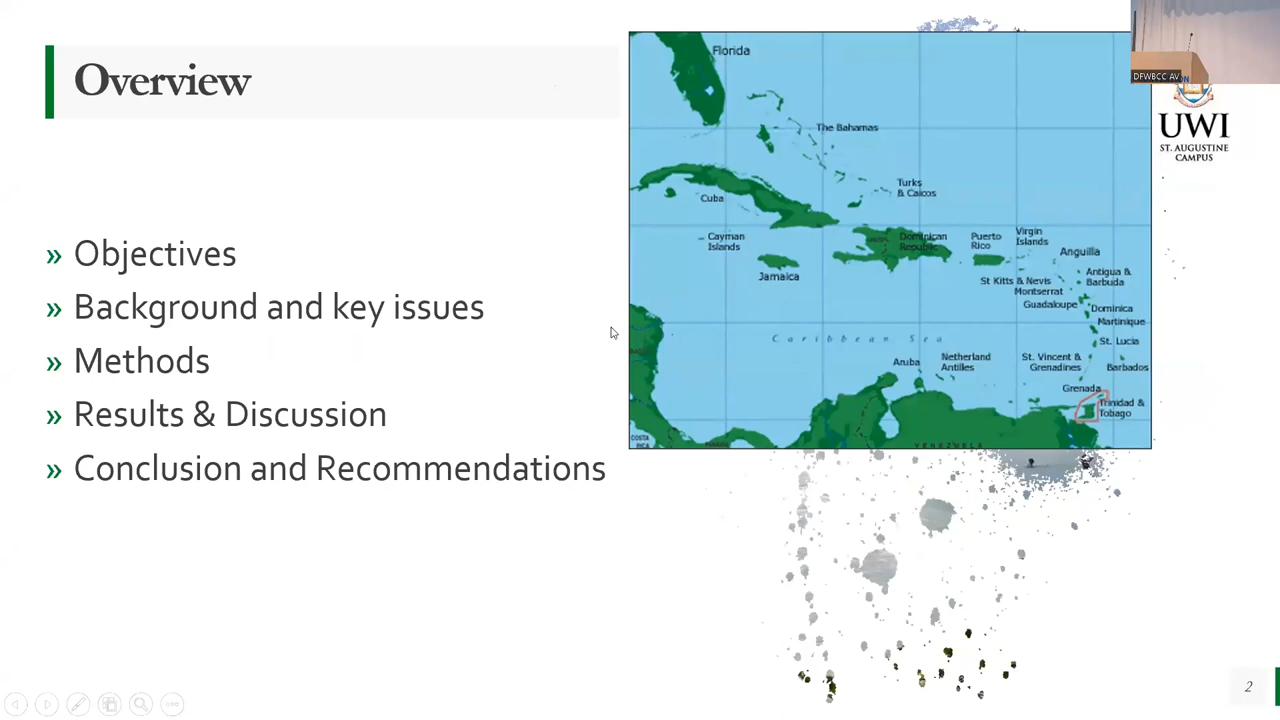 Overview
» Objectives
» Background and key issues
» Methods
» Results & Discussion
» Conclusion and Recommendations
Florida
The Bahamas
Turks
& Caicos
Cuba
Cayman
Islands
Jamaica
Dominican
Republic
Puerto
Rico
Virgin
Islands
Anguilla
St Kitts & Nevis
Montserrat
Antigua &
Barbuda
Guadaloupe
Dominica
Martinique
St. Lucia
Caribbean Sea
Aruba
Netherland
Antilles
St. Vincent &
Grenadines
Barbados
Grenada
Trinidad &
Tobago
COSTA
RICA
VENEZUELA
DFWBCC AV
UWI
ST. AUGUSTINE
CAMPUS
2